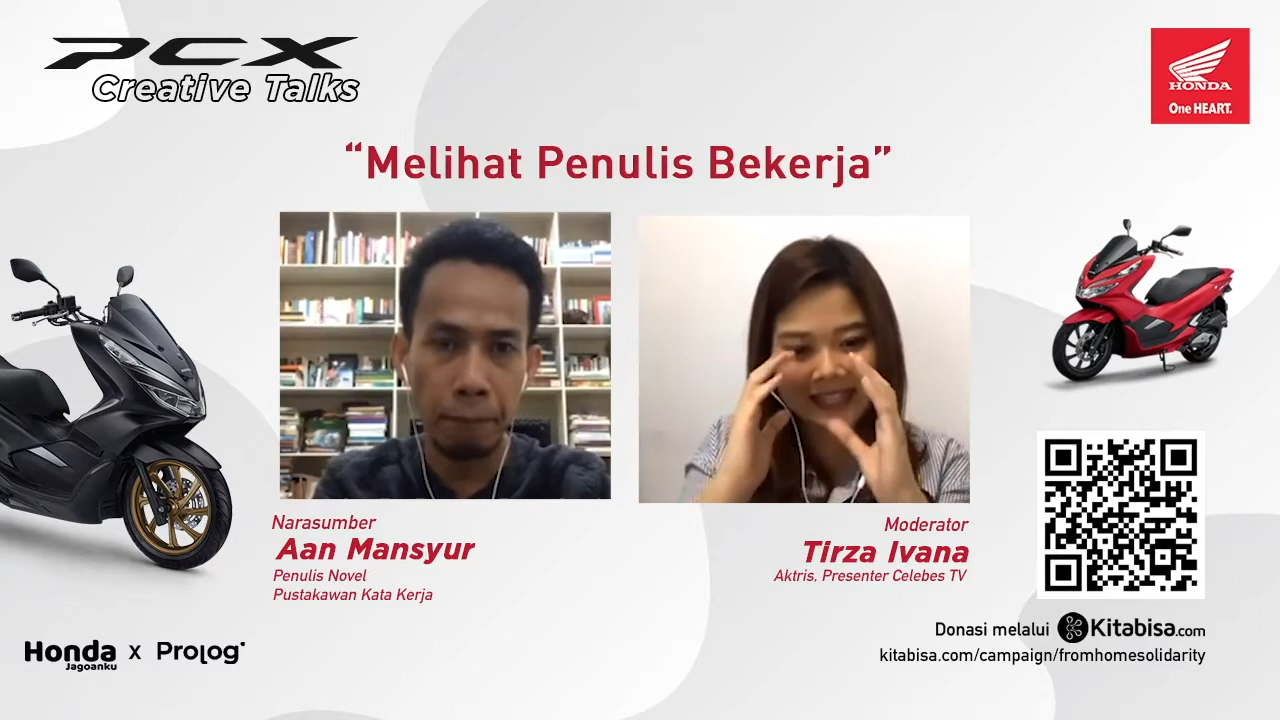 PCX
Creative Talks
HONDA
One HEART.
“Melihat Penulis Bekerja”
Narasumber
Aan Mansyur
Penulis Novel
Pustakawan Kata Kerja
Moderator
Tirza Ivana
Aktris, Presenter Celebes TV
Donasi melalui Kitabisa.com
kitabisa.com/campaign/fromhomesolidarity
Honda x Prolog
Jagoanku